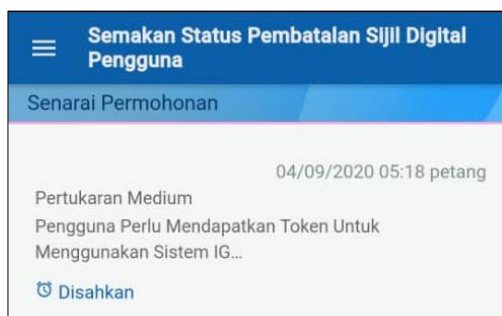 Semakan Status Pembatalan Sijil Digital
Pengguna
Senarai Permohonan
04/09/2020 05:18 petang
Pertukaran Medium
Pengguna Perlu Mendapatkan Token Untuk
Menggunakan Sistem IG...
Disahkan